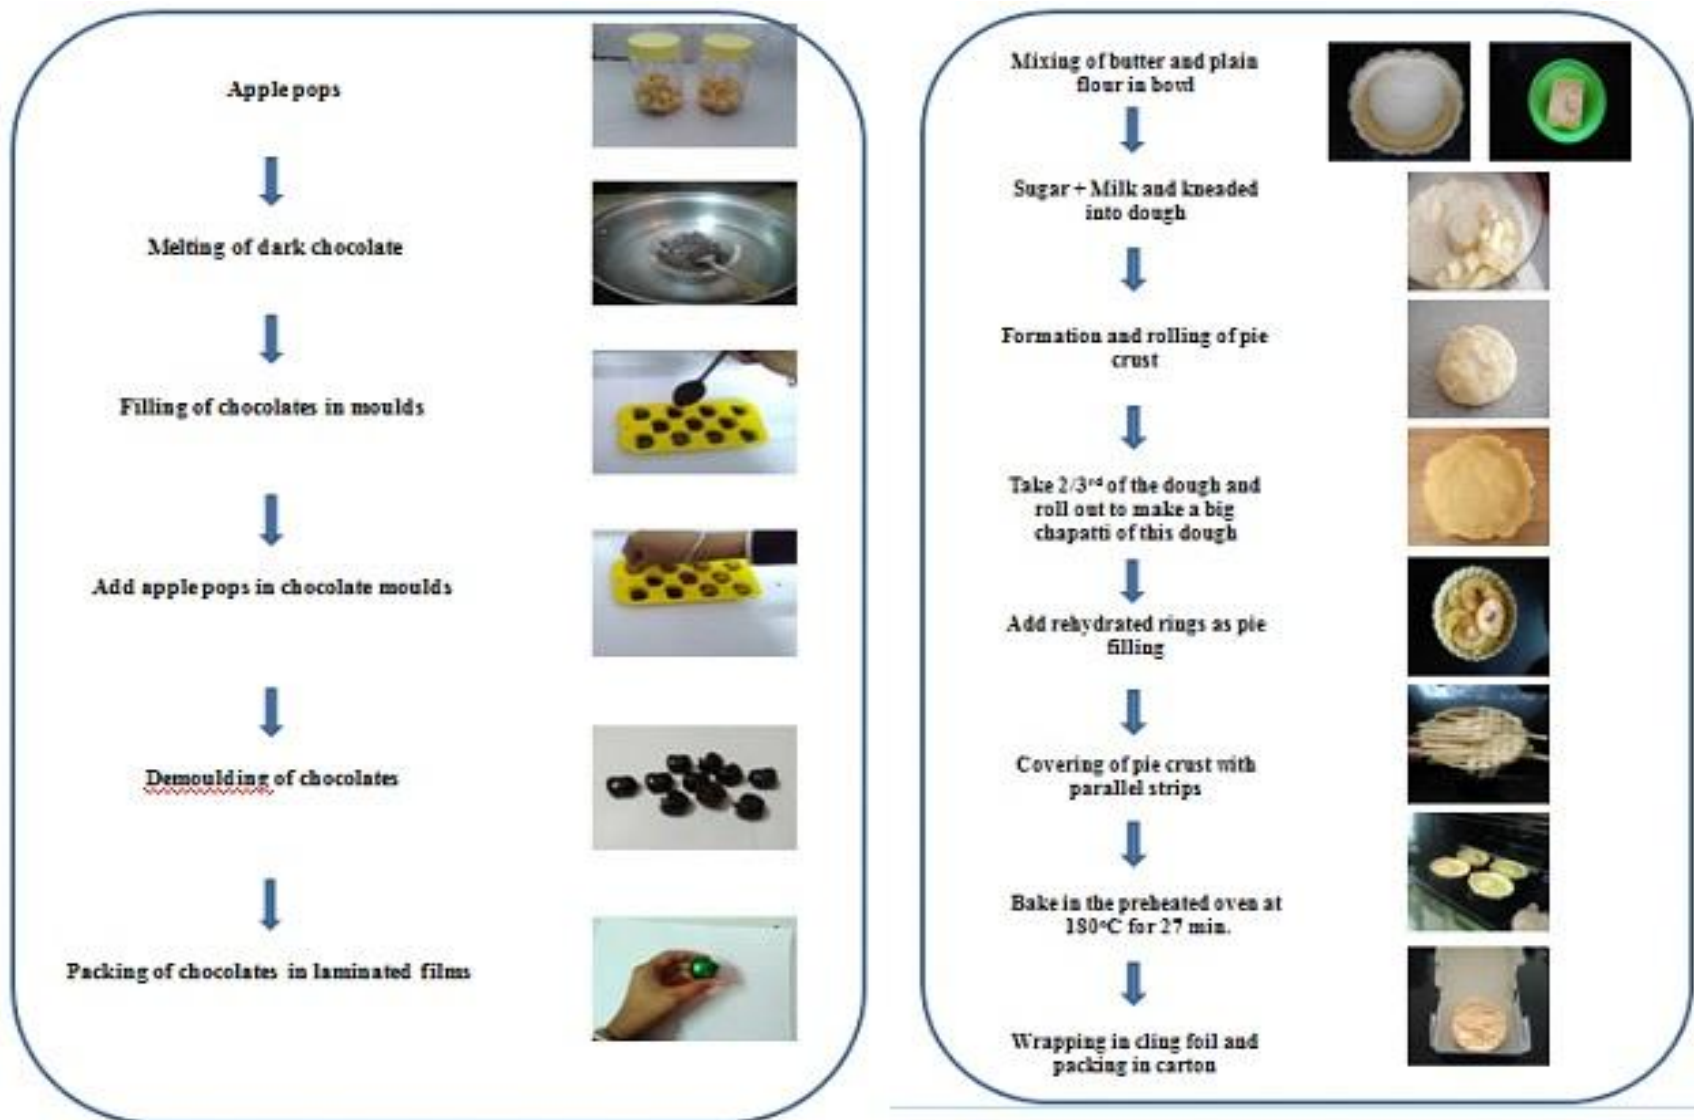 Apple pops
Melting of dark chocolate
Filling of chocolates in moulds
Add apple pops in chocolate moulds
Demoulding of chocolates
Packing of chocolates in laminated films
Mixing of butter and plain
flour in bowl
Sugar + Milk and kneaded
into dough
Formation and rolling of pie
crust
Take 2/3rd of the dough and
roll out to make a big
chapatti of this dough
Add rehydrated rings as pie
filling
Covering of pie crust with
parallel strips
Bake in the preheated oven at
180°C for 27 min.
Wrapping in cling foil and
packing in carton